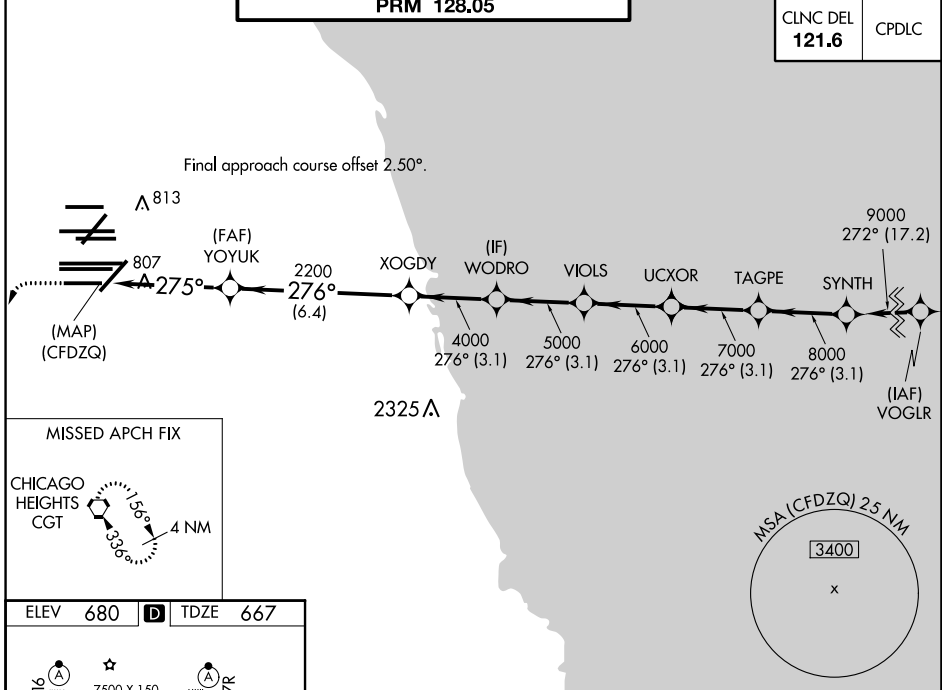 PRM 128.05
CLNC DEL
121.6
CPDLC
Final approach course offset 2.50°.
813
807
275°
(FAF)
YOYUK
2200
276°
(6.4)
XOGDY
(IF)
WODRO
VIOLS
UCXOR
TAGPE
SYNTH
9000
272° (17.2)
(MAP)
(CFDZQ)
4000
276° (3.1)
5000
276° (3.1)
6000
276° (3.1)
7000
276° (3.1)
8000
276° (3.1)
(IAF)
VOGLR
2325
MISSED APCH FIX
CHICAGO
HEIGHTS
CGT
156°
336°
4 NM
MSA (CFDZQ) 25 NM
3400
x
ELEV 680 D TDZE 667
A
A
7500 X 150